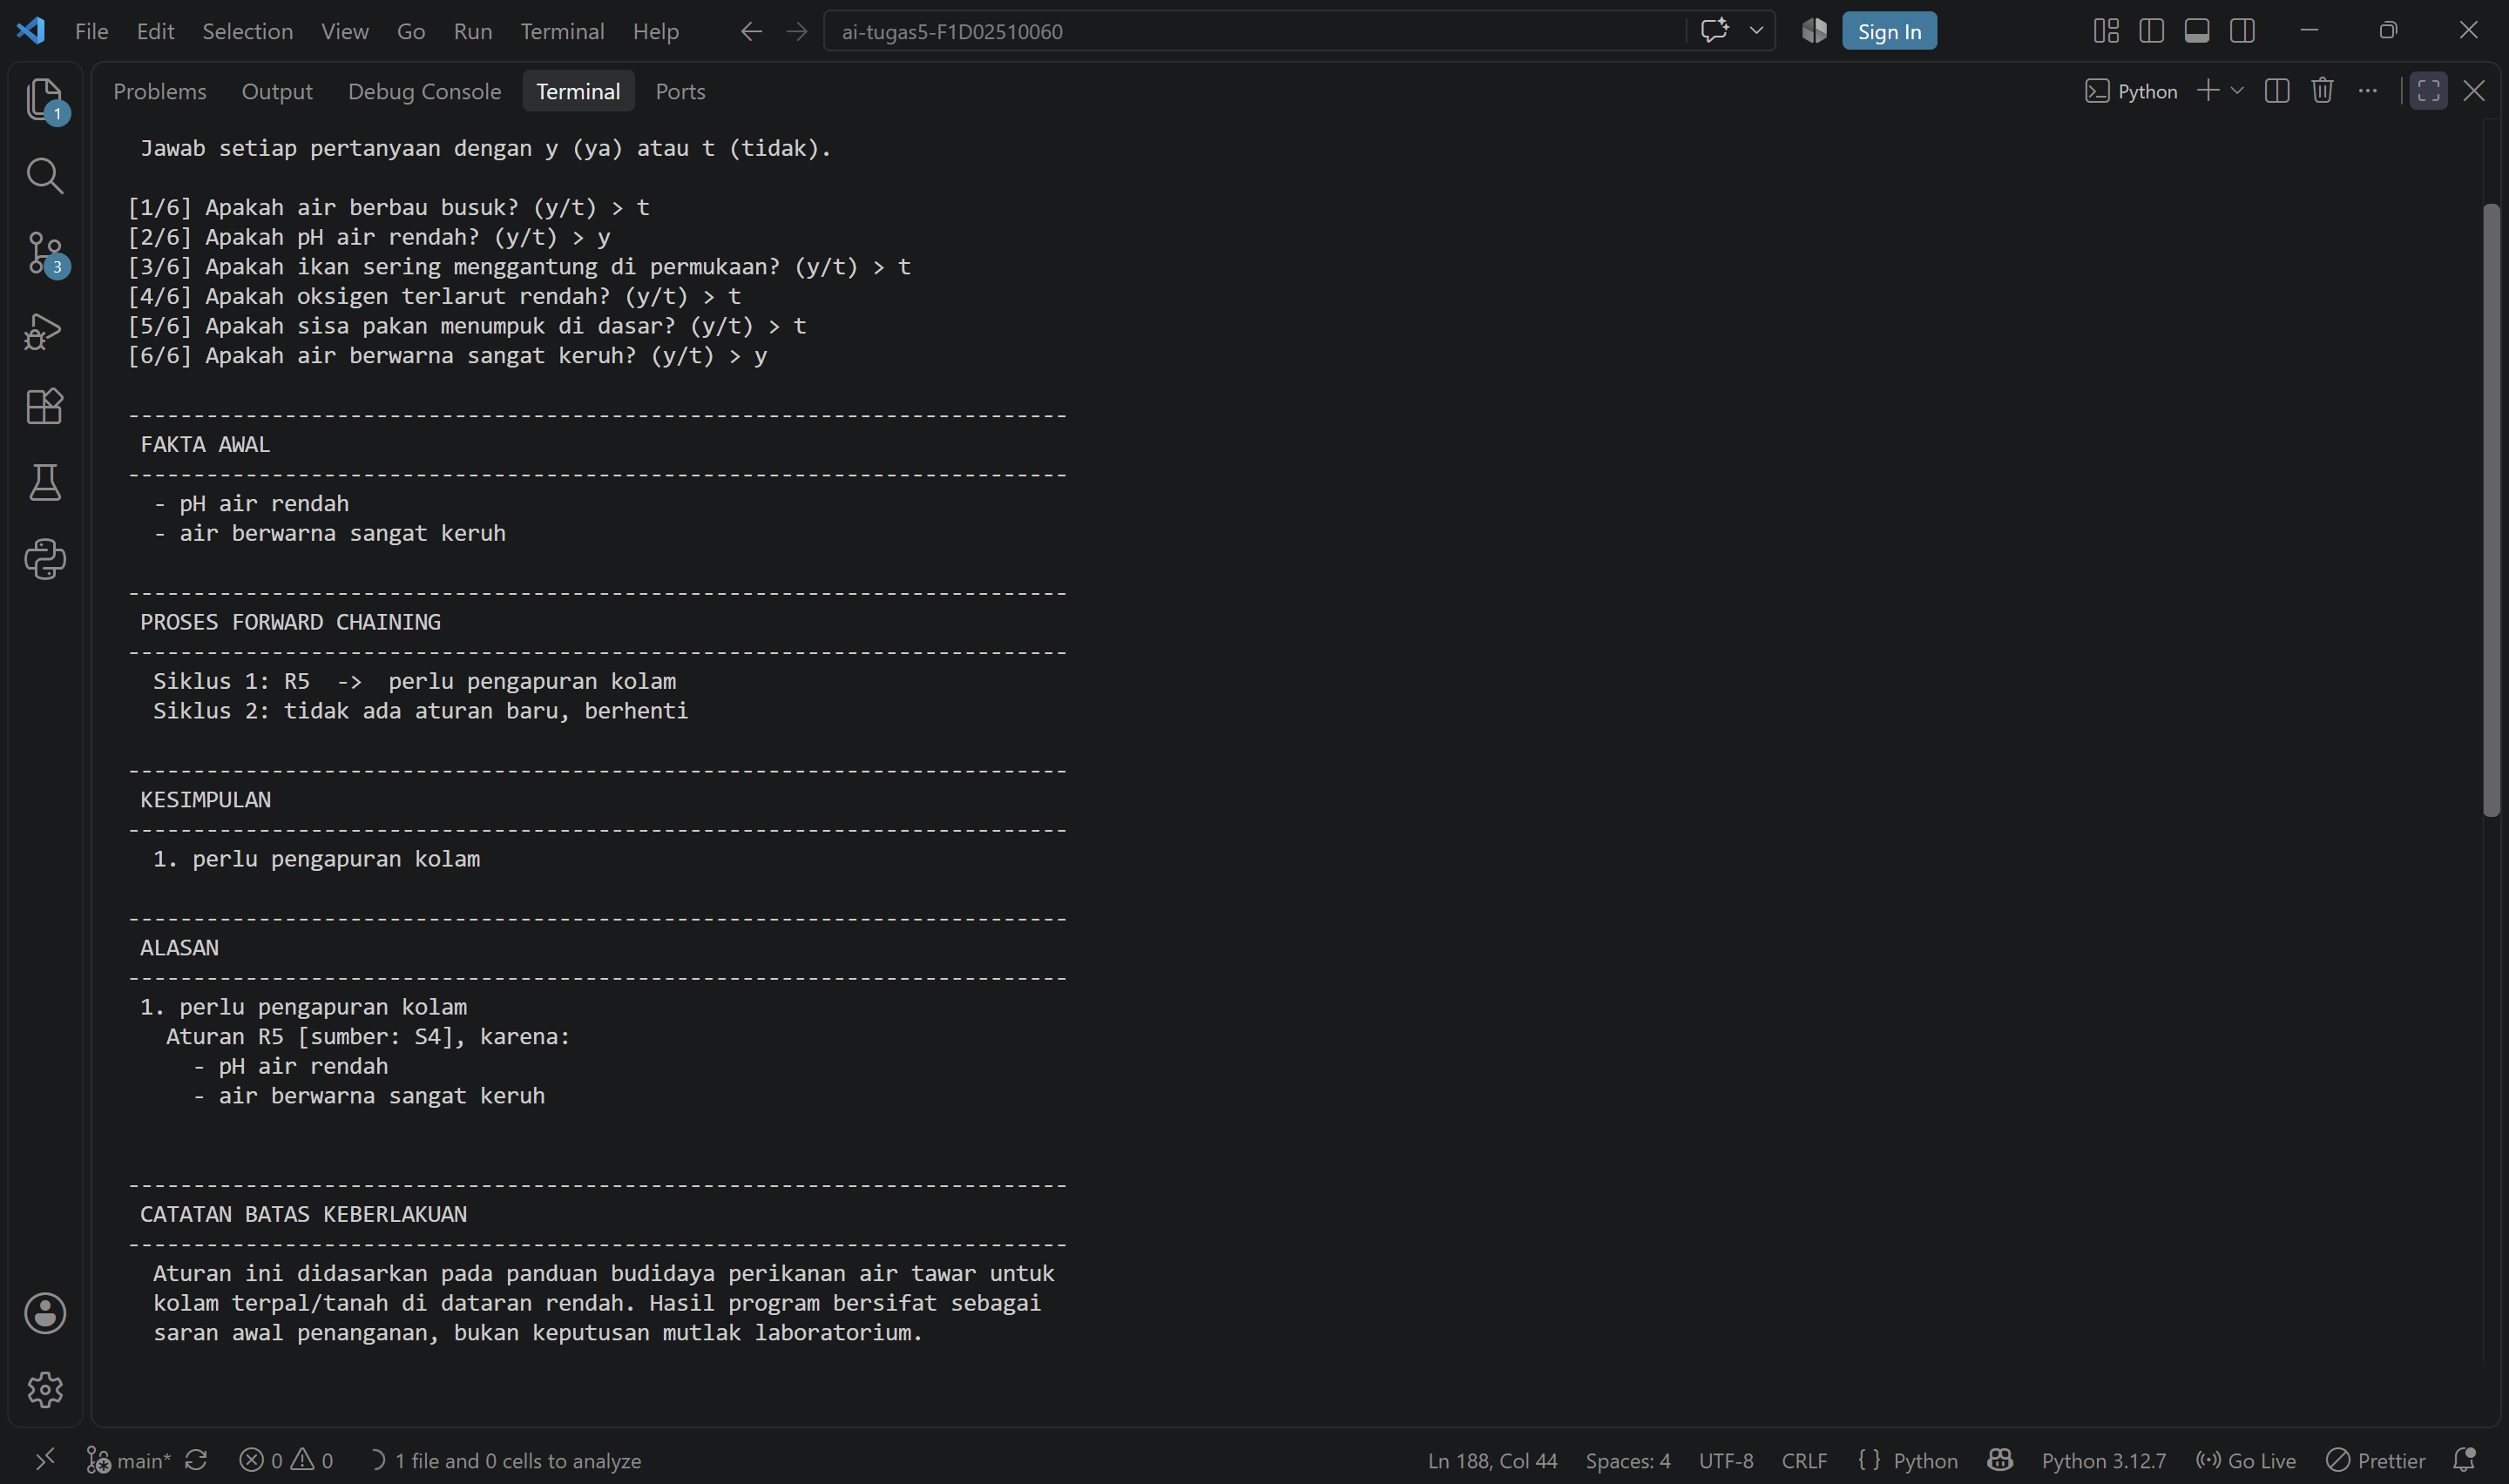 File Edit Selection View Go Run Terminal Help ai-tugas5-F1D02510060 Sign In
Problems Output Debug Console Terminal Ports Python
1
3
Jawab setiap pertanyaan dengan y (ya) atau t (tidak).
[1/6] Apakah air berbau busuk? (y/t) > t
[2/6] Apakah pH air rendah? (y/t) > y
[3/6] Apakah ikan sering menggantung di permukaan? (y/t) > t
[4/6] Apakah oksigen terlarut rendah? (y/t) > t
[5/6] Apakah sisa pakan menumpuk di dasar? (y/t) > t
[6/6] Apakah air berwarna sangat keruh? (y/t) > y
------------------------------------------------------------------------
FAKTA AWAL
------------------------------------------------------------------------
- pH air rendah
- air berwarna sangat keruh
------------------------------------------------------------------------
PROSES FORWARD CHAINING
------------------------------------------------------------------------
Siklus 1: R5  ->  perlu pengapuran kolam
Siklus 2: tidak ada aturan baru, berhenti
------------------------------------------------------------------------
KESIMPULAN
------------------------------------------------------------------------
1. perlu pengapuran kolam
------------------------------------------------------------------------
ALASAN
------------------------------------------------------------------------
1. perlu pengapuran kolam
Aturan R5 [sumber: S4], karena:
- pH air rendah
- air berwarna sangat keruh
------------------------------------------------------------------------
CATATAN BATAS KEBERLAKUAN
------------------------------------------------------------------------
Aturan ini didasarkan pada panduan budidaya perikanan air tawar untuk
kolam terpal/tanah di dataran rendah. Hasil program bersifat sebagai
saran awal penanganan, bukan keputusan mutlak laboratorium.
main* 0 0 1 file and 0 cells to analyze Ln 188, Col 44 Spaces: 4 UTF-8 CRLF { } Python Python 3.12.7 Go Live Prettier